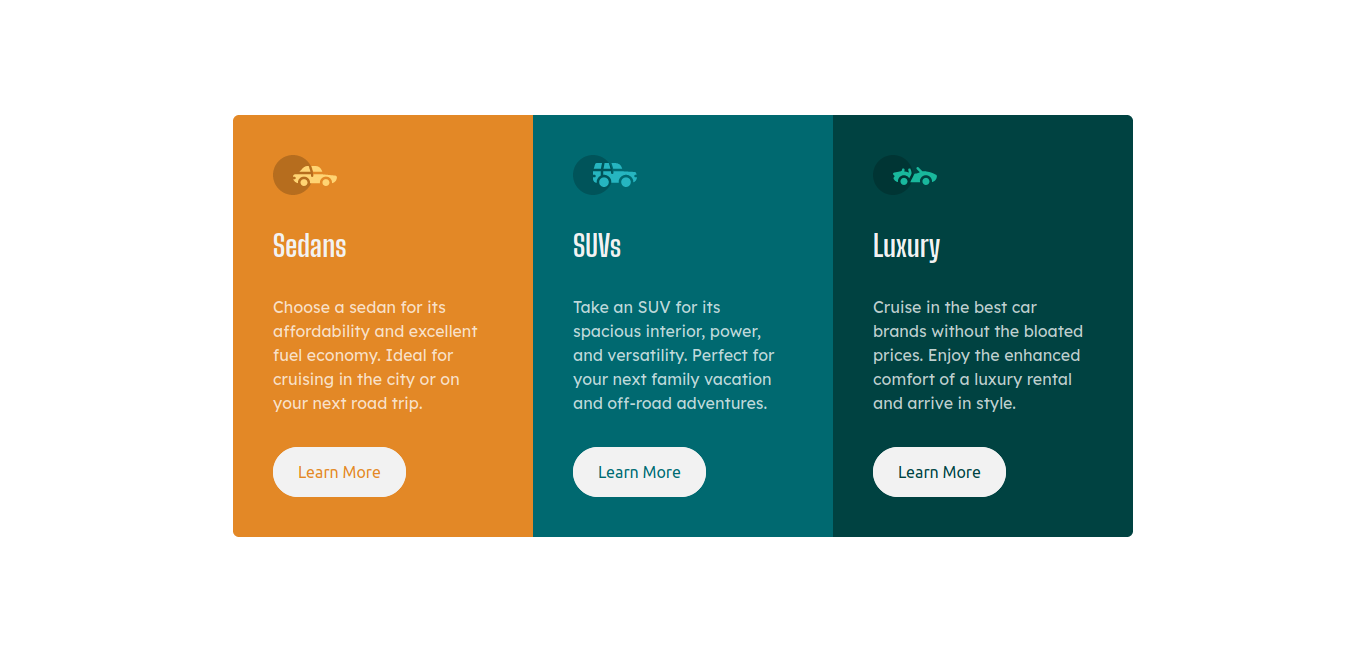 Sedans
Choose a sedan for its
affordability and excellent
fuel economy. Ideal for
cruising in the city or on
your next road trip.
Learn More
SUVs
Take an SUV for its
spacious interior, power,
and versatility. Perfect for
your next family vacation
and off-road adventures.
Learn More
Luxury
Cruise in the best car
brands without the bloated
prices. Enjoy the enhanced
comfort of a luxury rental
and arrive in style.
Learn More